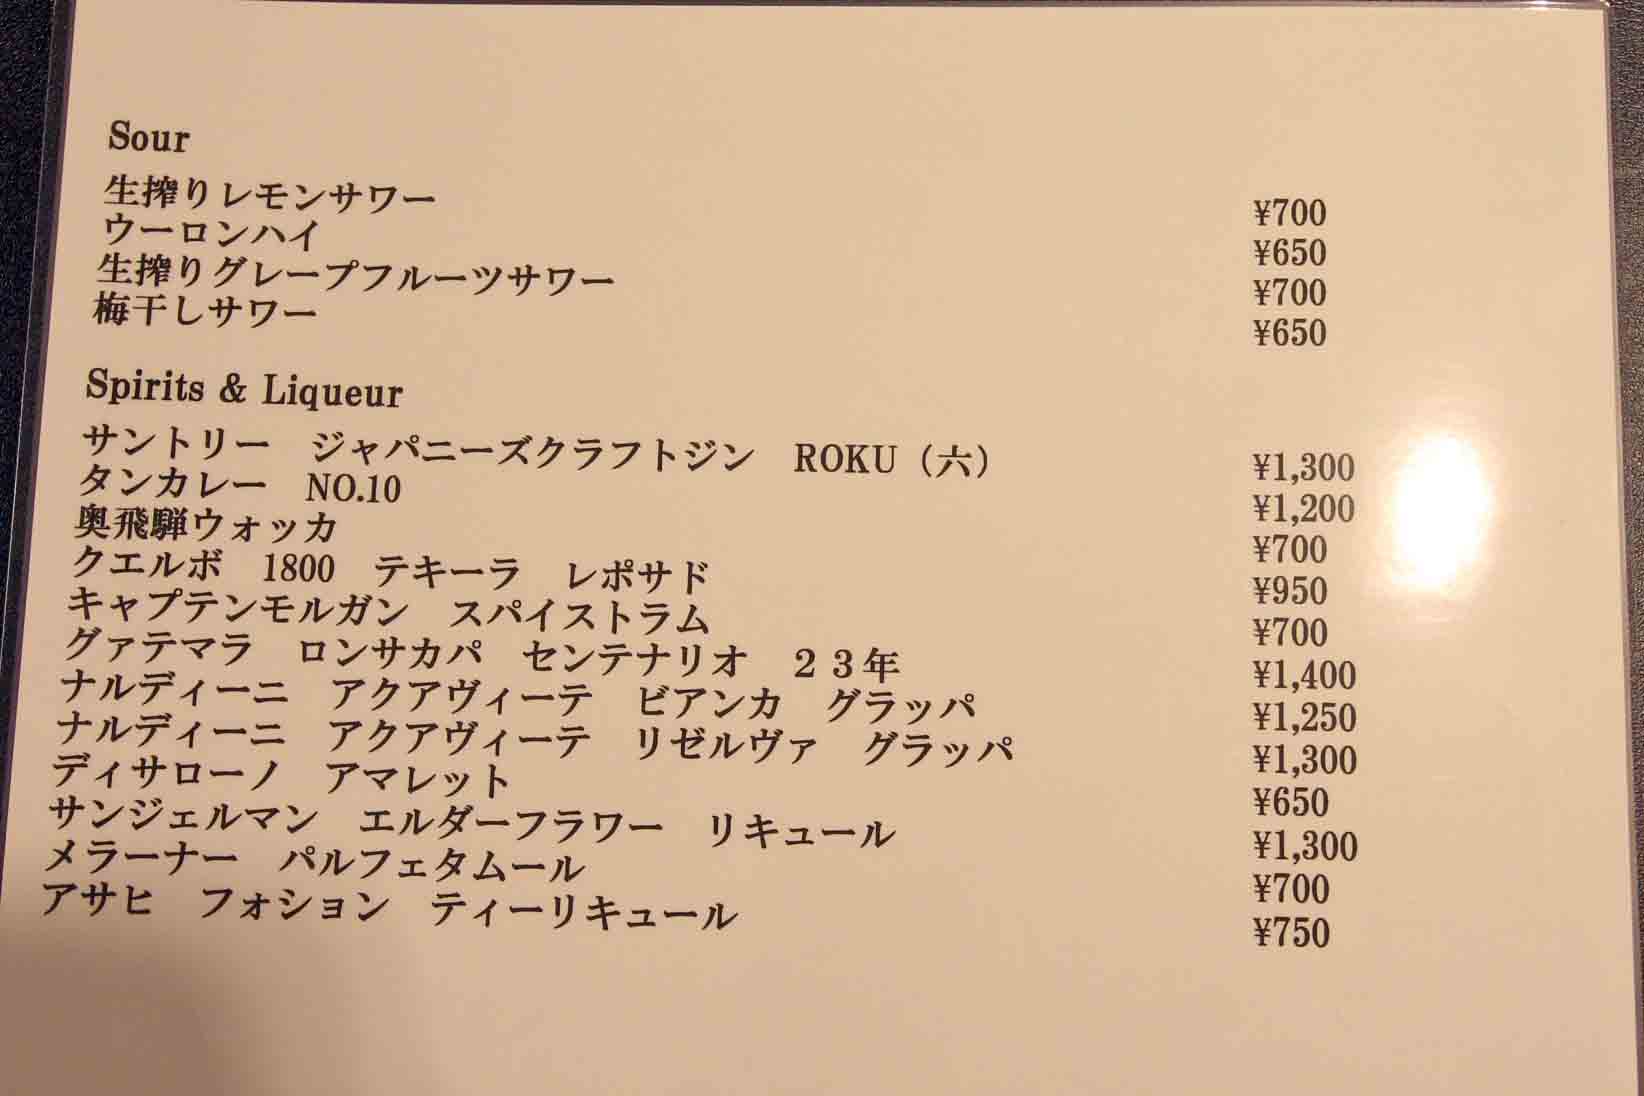 Sour
生搾りレモンサワー ¥700
ウーロンハイ ¥650
生搾りグレープフルーツサワー ¥700
梅干しサワー ¥650
Spirits & Liqueur
サントリー　ジャパニーズクラフトジン　ROKU（六） ¥1,300
タンカレー　NO.10 ¥1,200
奥飛騨ウォッカ ¥700
クエルボ　1800　テキーラ　レポサド ¥950
キャプテンモルガン　スパイストラム ¥700
グァテマラ　ロンサカパ　センテナリオ　２３年 ¥1,400
ナルディーニ　アクアヴィーテ　ビアンカ　グラッパ ¥1,250
ナルディーニ　アクアヴィーテ　リゼルヴァ　グラッパ ¥1,300
ディサローノ　アマレット ¥650
サンジェルマン　エルダーフラワー　リキュール ¥1,300
メラーナー　パルフェタムール ¥700
アサヒ　フォション　ティーリキュール ¥750